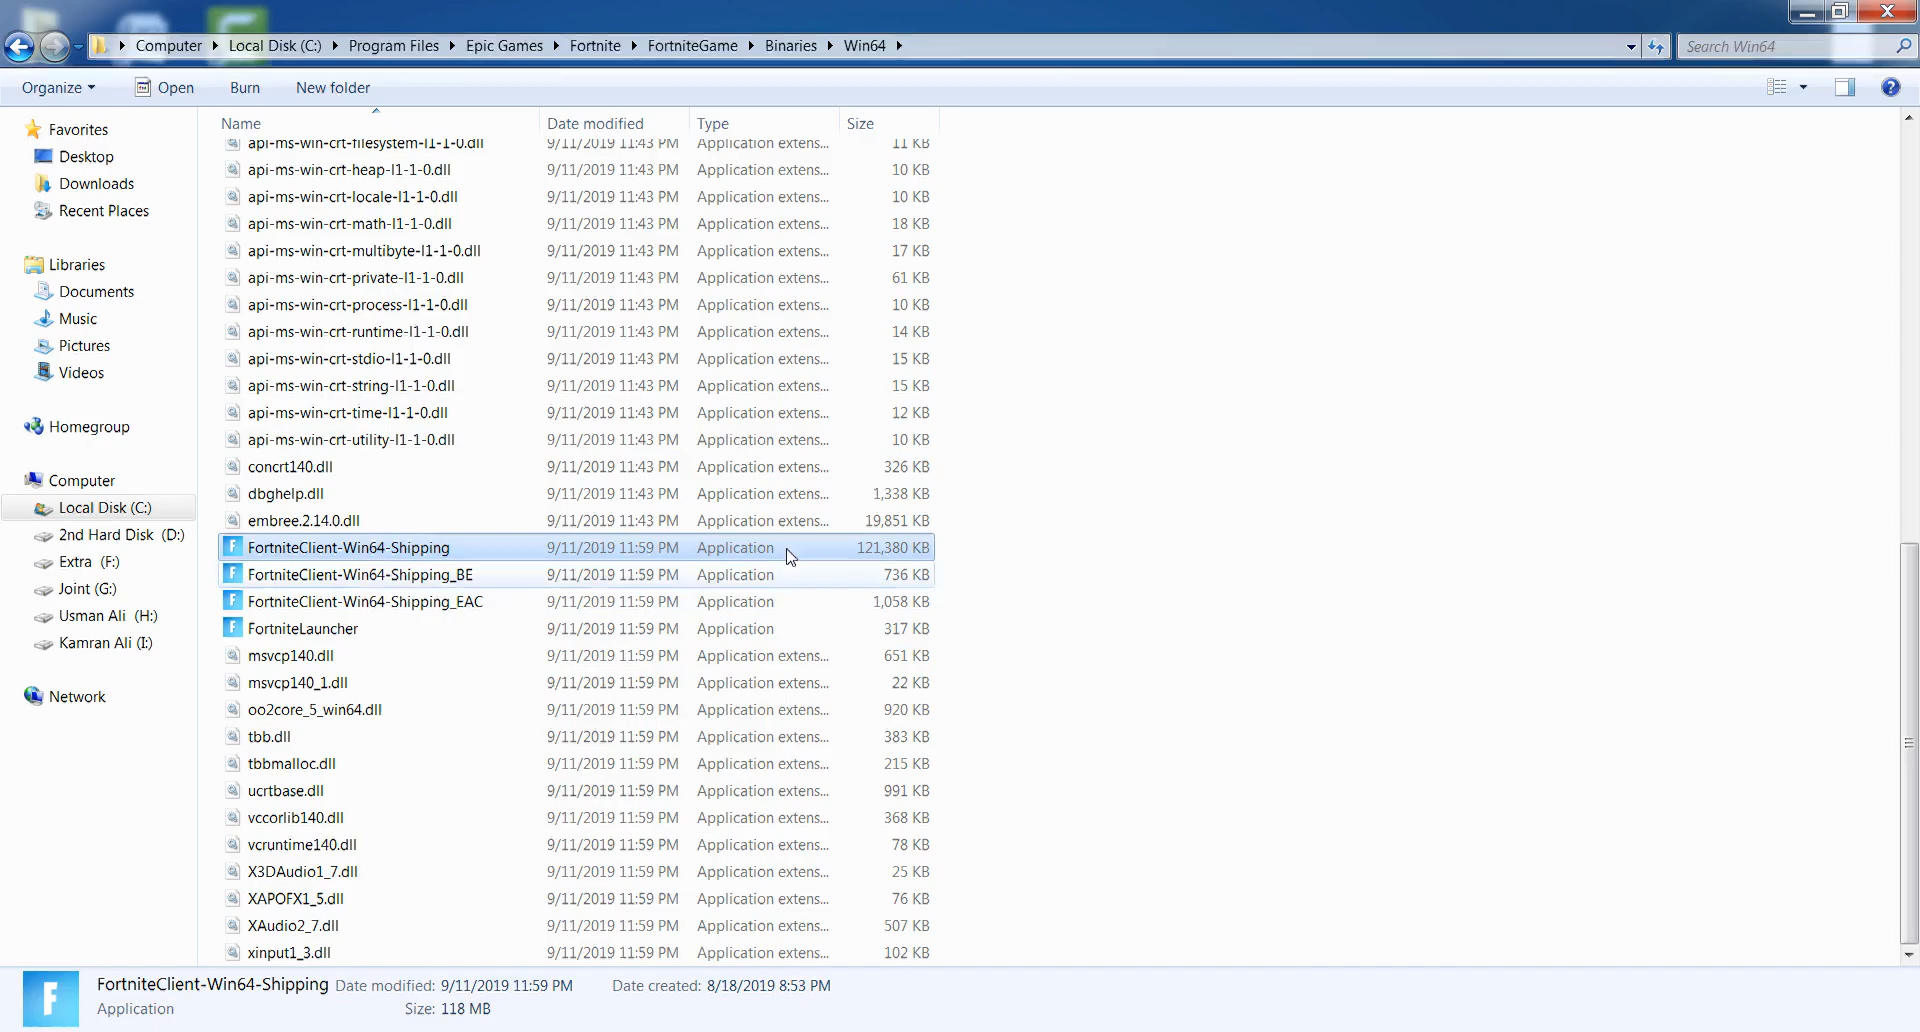 Computer Local Disk (C:) Program Files Epic Games Fortnite FortniteGame Binaries Win64
Search Win64
Organize Open Burn New folder
Favorites
Desktop
Downloads
Recent Places
Libraries
Documents
Music
Pictures
Videos
Homegroup
Computer
Local Disk (C:)
2nd Hard Disk (D:)
Extra (F:)
Joint (G:)
Usman Ali (H:)
Kamran Ali (I:)
Network
Name Date modified Type Size
api-ms-win-crt-filesystem-l1-1-0.dll 9/11/2019 11:43 PM Application extens... 11 KB
api-ms-win-crt-heap-l1-1-0.dll 9/11/2019 11:43 PM Application extens... 10 KB
api-ms-win-crt-locale-l1-1-0.dll 9/11/2019 11:43 PM Application extens... 10 KB
api-ms-win-crt-math-l1-1-0.dll 9/11/2019 11:43 PM Application extens... 18 KB
api-ms-win-crt-multibyte-l1-1-0.dll 9/11/2019 11:43 PM Application extens... 17 KB
api-ms-win-crt-private-l1-1-0.dll 9/11/2019 11:43 PM Application extens... 61 KB
api-ms-win-crt-process-l1-1-0.dll 9/11/2019 11:43 PM Application extens... 10 KB
api-ms-win-crt-runtime-l1-1-0.dll 9/11/2019 11:43 PM Application extens... 14 KB
api-ms-win-crt-stdio-l1-1-0.dll 9/11/2019 11:43 PM Application extens... 15 KB
api-ms-win-crt-string-l1-1-0.dll 9/11/2019 11:43 PM Application extens... 15 KB
api-ms-win-crt-time-l1-1-0.dll 9/11/2019 11:43 PM Application extens... 12 KB
api-ms-win-crt-utility-l1-1-0.dll 9/11/2019 11:43 PM Application extens... 10 KB
concrt140.dll 9/11/2019 11:43 PM Application extens... 326 KB
dbghelp.dll 9/11/2019 11:43 PM Application extens... 1,338 KB
embree.2.14.0.dll 9/11/2019 11:43 PM Application extens... 19,851 KB
FortniteClient-Win64-Shipping 9/11/2019 11:59 PM Application 121,380 KB
FortniteClient-Win64-Shipping_BE 9/11/2019 11:59 PM Application 736 KB
FortniteClient-Win64-Shipping_EAC 9/11/2019 11:59 PM Application 1,058 KB
FortniteLauncher 9/11/2019 11:59 PM Application 317 KB
msvcp140.dll 9/11/2019 11:59 PM Application extens... 651 KB
msvcp140_1.dll 9/11/2019 11:59 PM Application extens... 22 KB
oo2core_5_win64.dll 9/11/2019 11:59 PM Application extens... 920 KB
tbb.dll 9/11/2019 11:59 PM Application extens... 383 KB
tbbmalloc.dll 9/11/2019 11:59 PM Application extens... 215 KB
ucrtbase.dll 9/11/2019 11:59 PM Application extens... 991 KB
vccorlib140.dll 9/11/2019 11:59 PM Application extens... 368 KB
vcruntime140.dll 9/11/2019 11:59 PM Application extens... 78 KB
X3DAudio1_7.dll 9/11/2019 11:59 PM Application extens... 25 KB
XAPOFX1_5.dll 9/11/2019 11:59 PM Application extens... 76 KB
XAudio2_7.dll 9/11/2019 11:59 PM Application extens... 507 KB
xinput1_3.dll 9/11/2019 11:59 PM Application extens... 102 KB
FortniteClient-Win64-Shipping Date modified: 9/11/2019 11:59 PM Date created: 8/18/2019 8:53 PM
Application Size: 118 MB